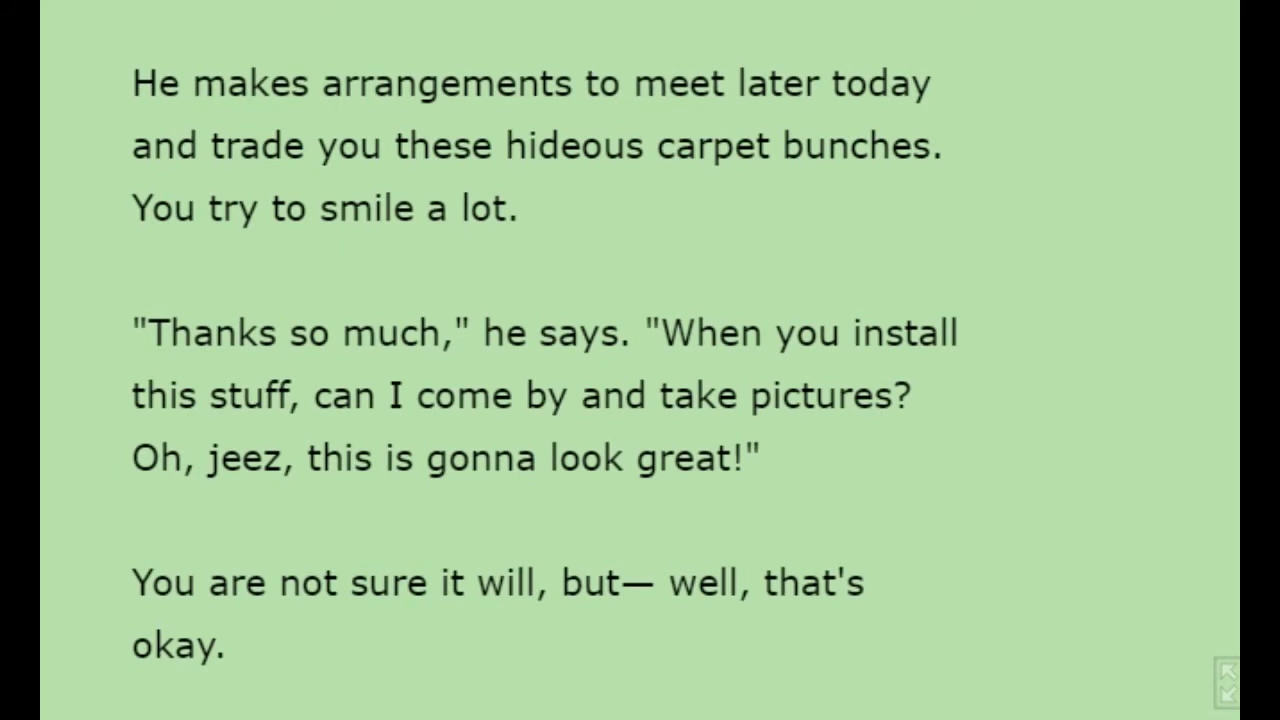 He makes arrangements to meet later today
and trade you these hideous carpet bunches.
You try to smile a lot.
"Thanks so much," he says. "When you install
this stuff, can I come by and take pictures?
Oh, jeez, this is gonna look great!"
You are not sure it will, but— well, that's
okay.